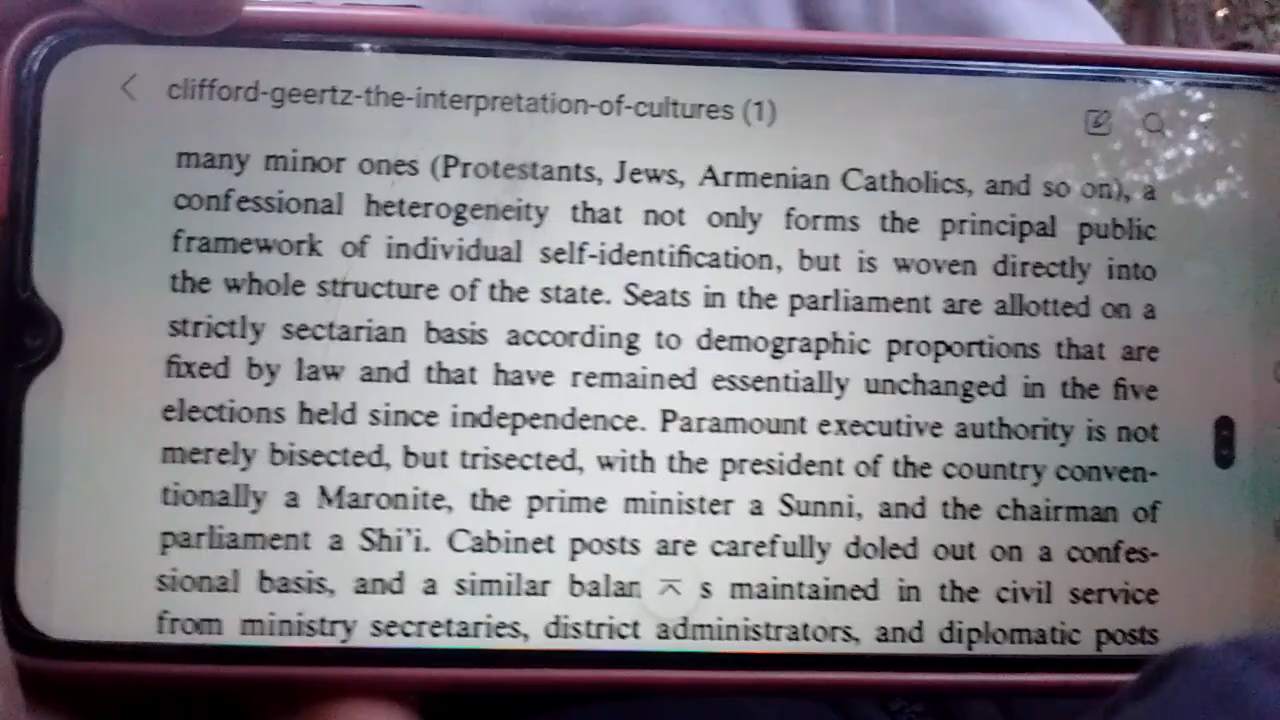 clifford-geertz-the-interpretation-of-cultures (1)
many minor ones (Protestants, Jews, Armenian Catholics, and so on), a
confessional heterogeneity that not only forms the principal public
framework of individual self-identification, but is woven directly into
the whole structure of the state. Seats in the parliament are allotted on a
strictly sectarian basis according to demographic proportions that are
fixed by law and that have remained essentially unchanged in the five
elections held since independence. Paramount executive authority is not
merely bisected, but trisected, with the president of the country conven-
tionally a Maronite, the prime minister a Sunni, and the chairman of
parliament a Shi'i. Cabinet posts are carefully doled out on a confes-
sional basis, and a similar balan s maintained in the civil service
from ministry secretaries, district administrators, and diplomatic posts